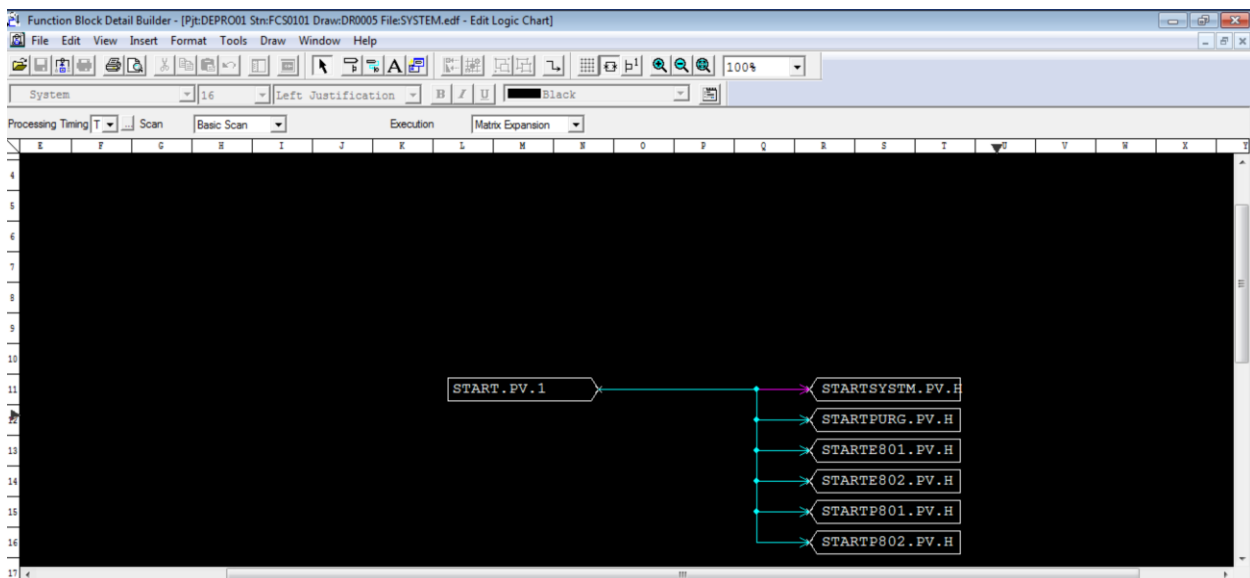 Function Block Detail Builder - [Pjt:DEPRO01 Stn:FCS0101 Draw:DR0005 File:SYSTEM.edf - Edit Logic Chart]
File Edit View Insert Format Tools Draw Window Help
100%
System 16 Left Justification B I U Black
Processing Timing T ... Scan Basic Scan Execution Matrix Expansion
E F G H I J K L M N O P Q R S T U V W X Y
4
5
6
7
8
9
10
11 START.PV.1 STARTSYSTM.PV.H
12 STARTPURG.PV.H
13 STARTE801.PV.H
14 STARTE802.PV.H
15 STARTP801.PV.H
16 STARTP802.PV.H
17